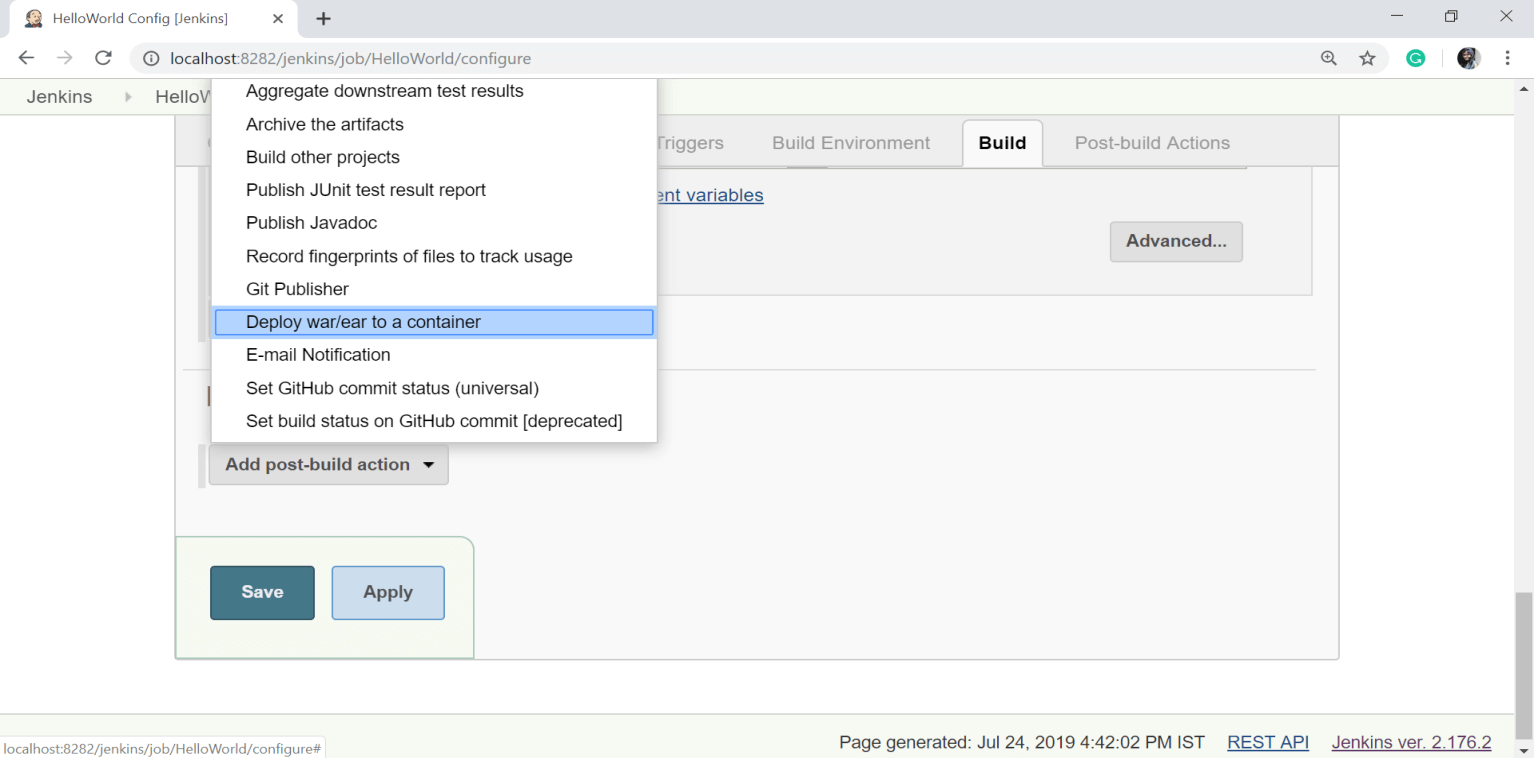 HelloWorld Config [Jenkins]
localhost:8282/jenkins/job/HelloWorld/configure
Jenkins
Aggregate downstream test results
Archive the artifacts
Build other projects
Publish JUnit test result report
Publish Javadoc
Record fingerprints of files to track usage
Git Publisher
Deploy war/ear to a container
E-mail Notification
Set GitHub commit status (universal)
Set build status on GitHub commit [deprecated]
Triggers Build Environment Build Post-build Actions
variables
Advanced...
Add post-build action
Save Apply
Page generated: Jul 24, 2019 4:42:02 PM IST REST API Jenkins ver. 2.176.2
localhost:8282/jenkins/job/HelloWorld/configure#